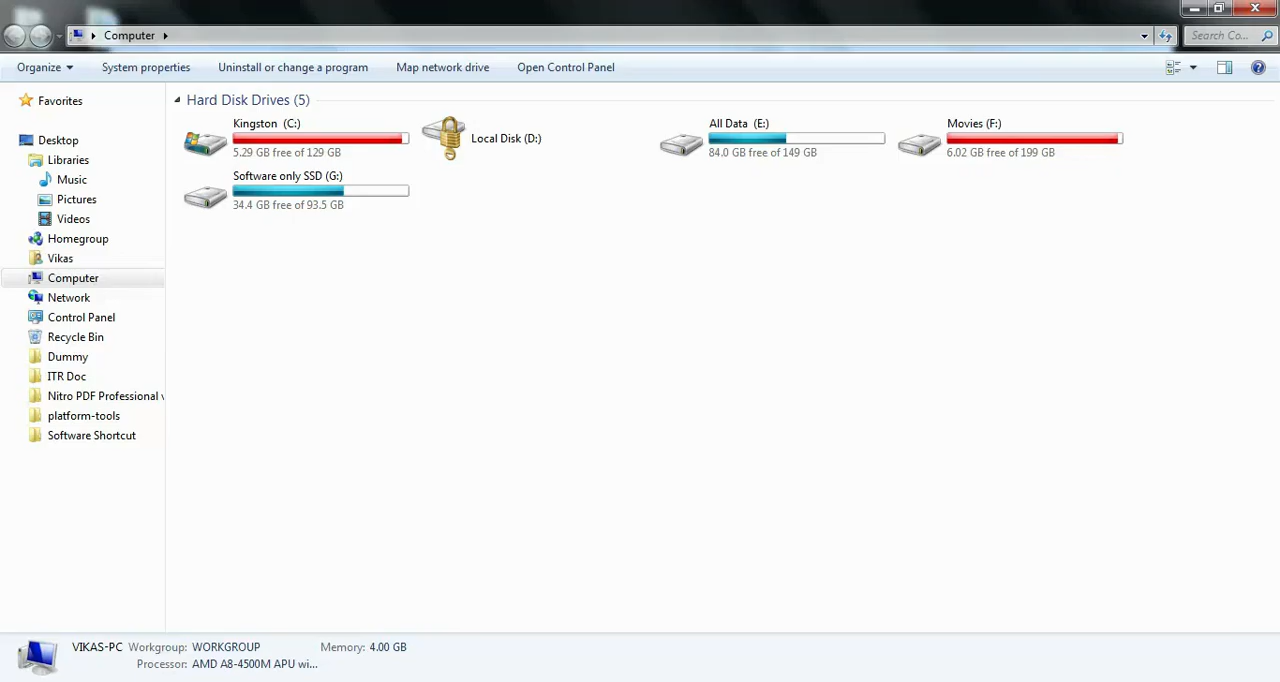 Computer
Search Co...
Organize
System properties
Uninstall or change a program
Map network drive
Open Control Panel
Favorites
Desktop
Libraries
Music
Pictures
Videos
Homegroup
Vikas
Computer
Network
Control Panel
Recycle Bin
Dummy
ITR Doc
Nitro PDF Professional
platform-tools
Software Shortcut
Hard Disk Drives (5)
Kingston (C:)
5.29 GB free of 129 GB
Local Disk (D:)
All Data (E:)
84.0 GB free of 149 GB
Movies (F:)
6.02 GB free of 199 GB
Software only SSD (G:)
34.4 GB free of 93.5 GB
VIKAS-PC Workgroup: WORKGROUP Memory: 4.00 GB
Processor: AMD A8-4500M APU wi...